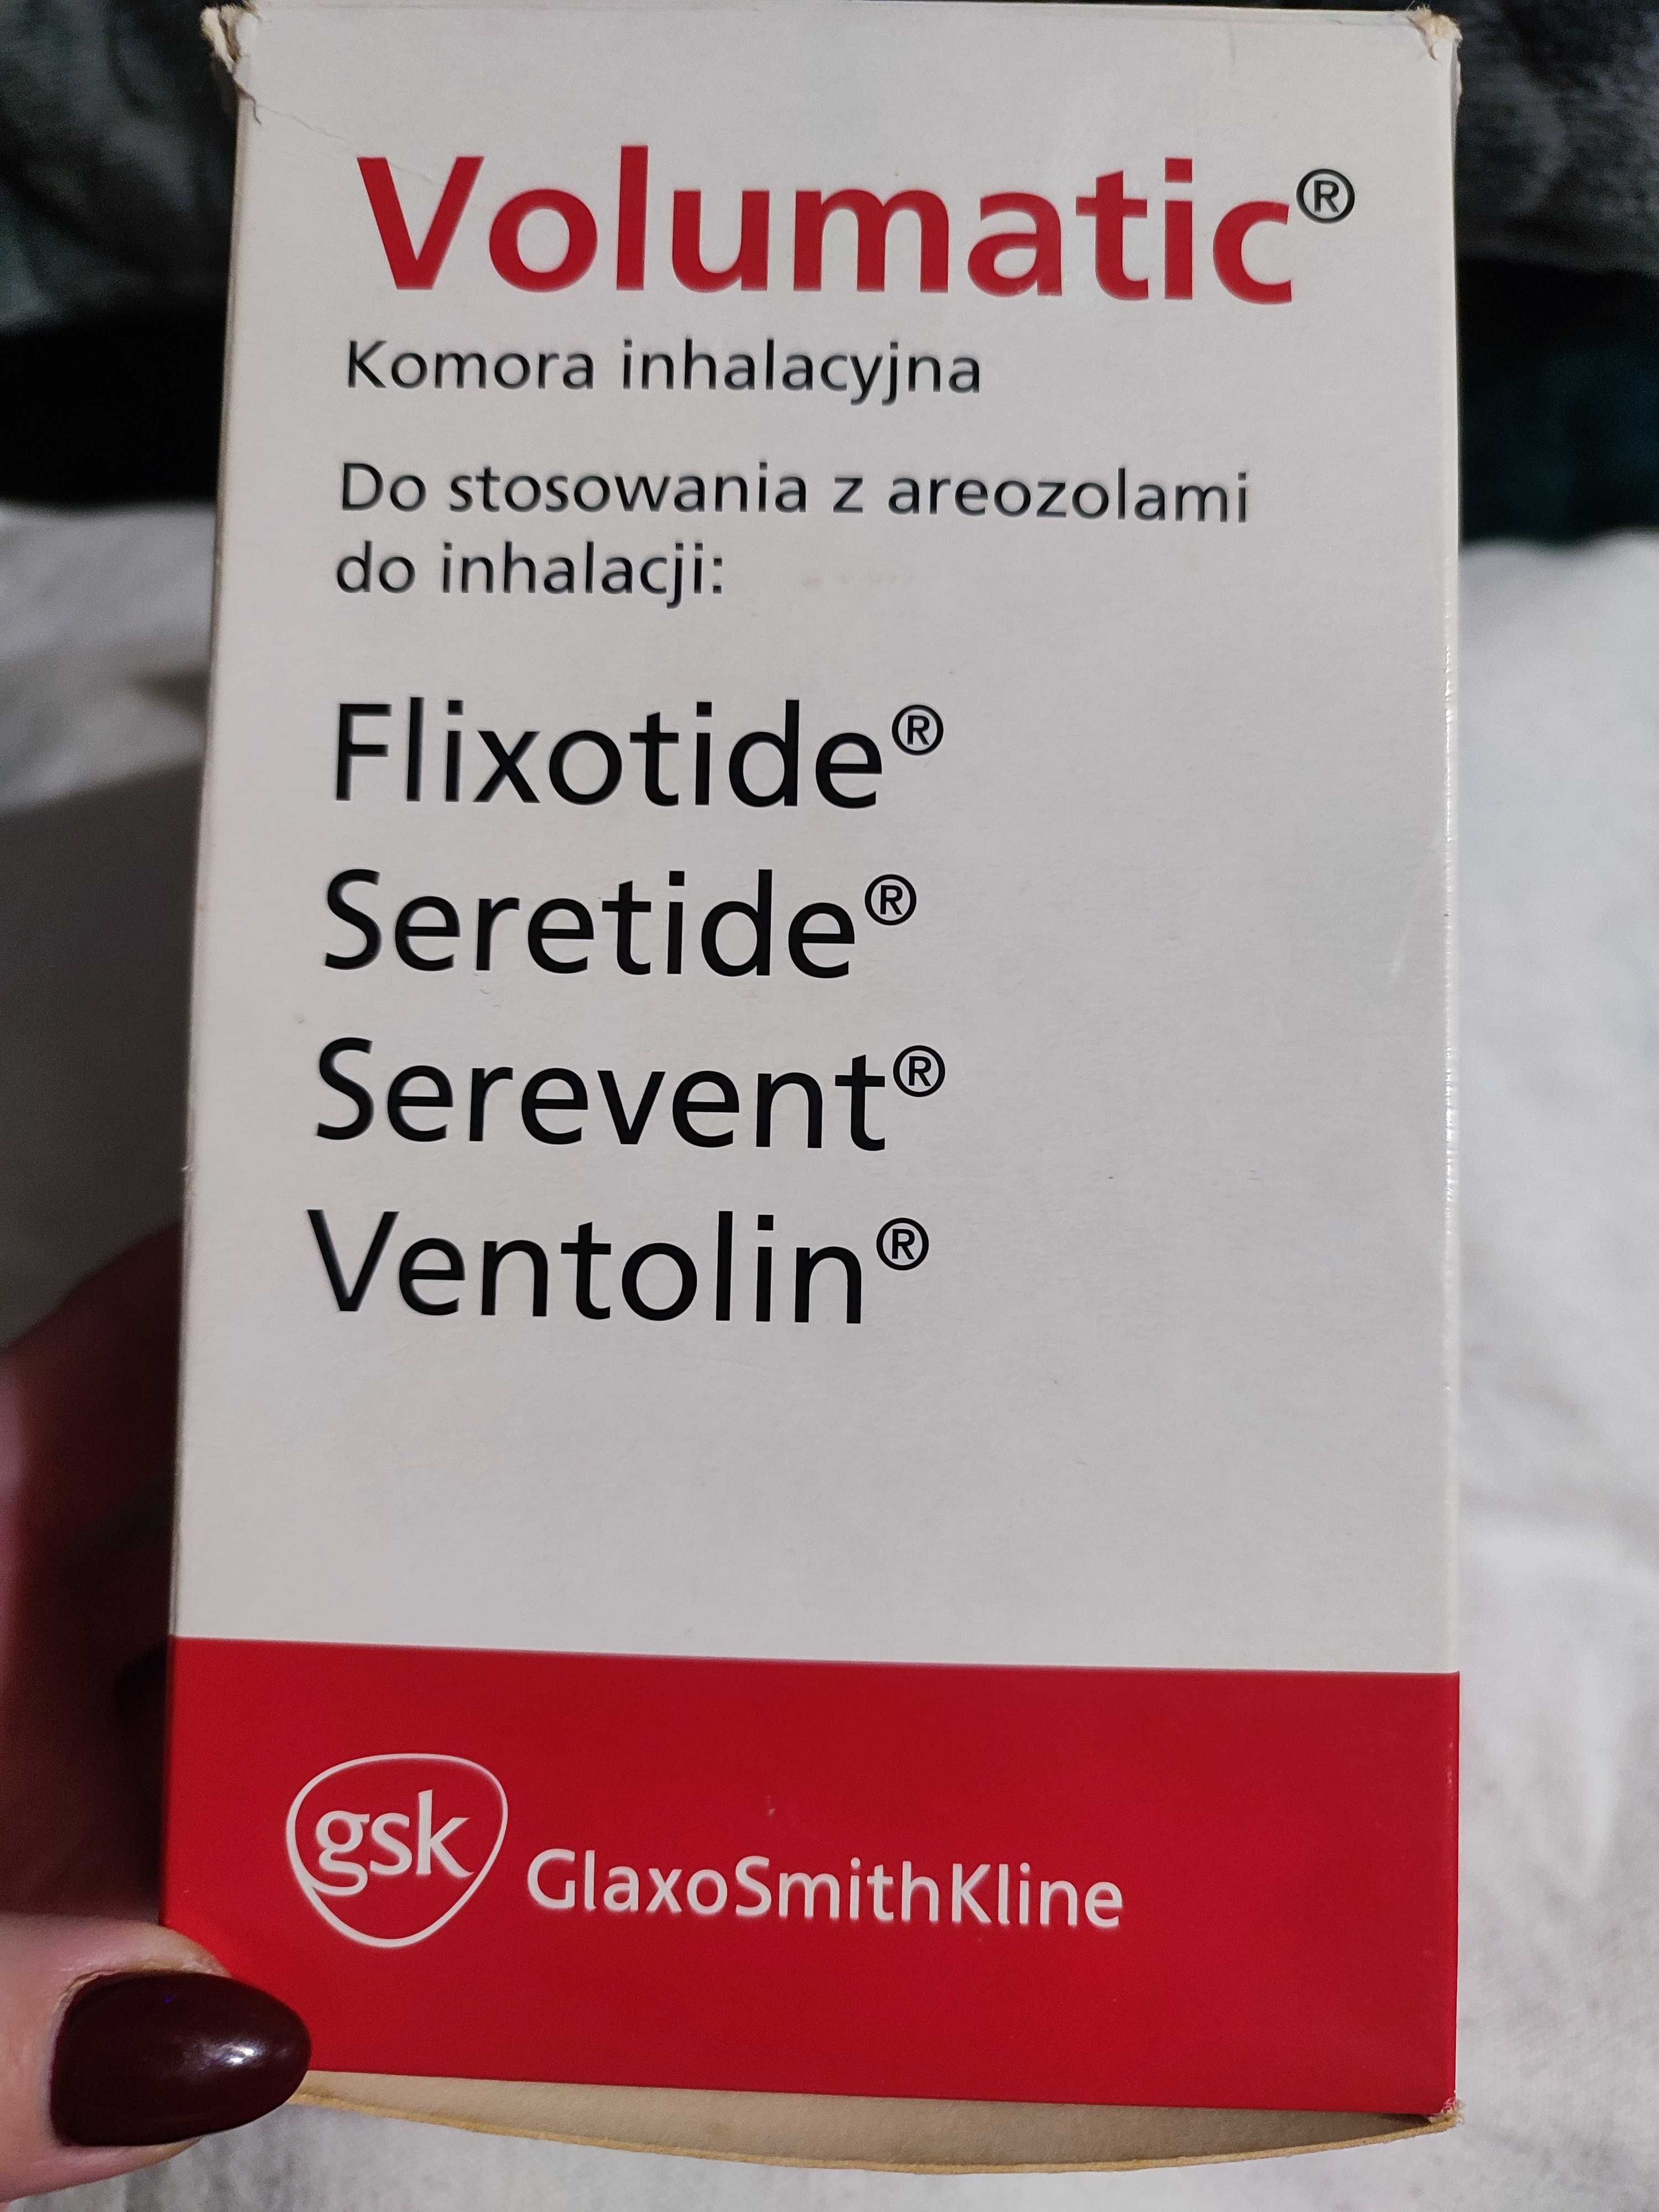 Volumatic®
Komora inhalacyjna
Do stosowania z areozolami
do inhalacji:
Flixotide®
Seretide®
Serevent®
Ventolin®
gsk GlaxoSmithKline